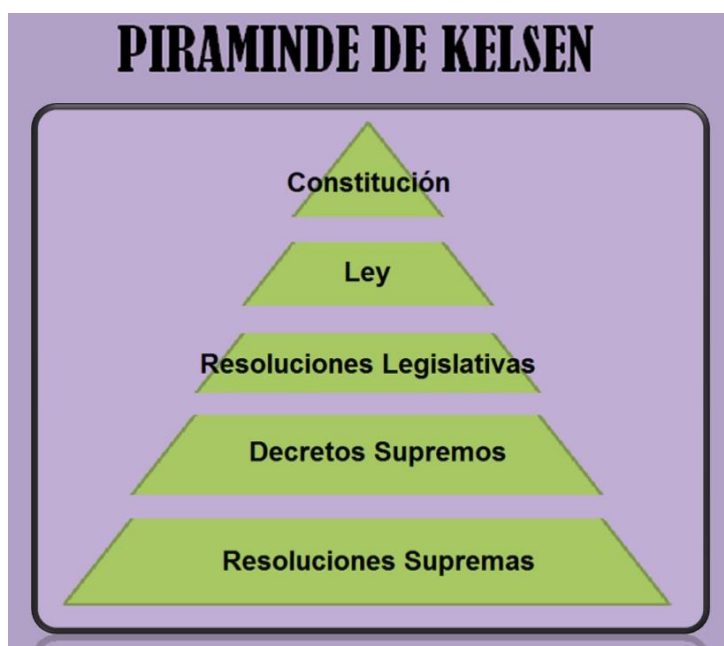 PIRAMINDE DE KELSEN
Constitución
Ley
Resoluciones Legislativas
Decretos Supremos
Resoluciones Supremas